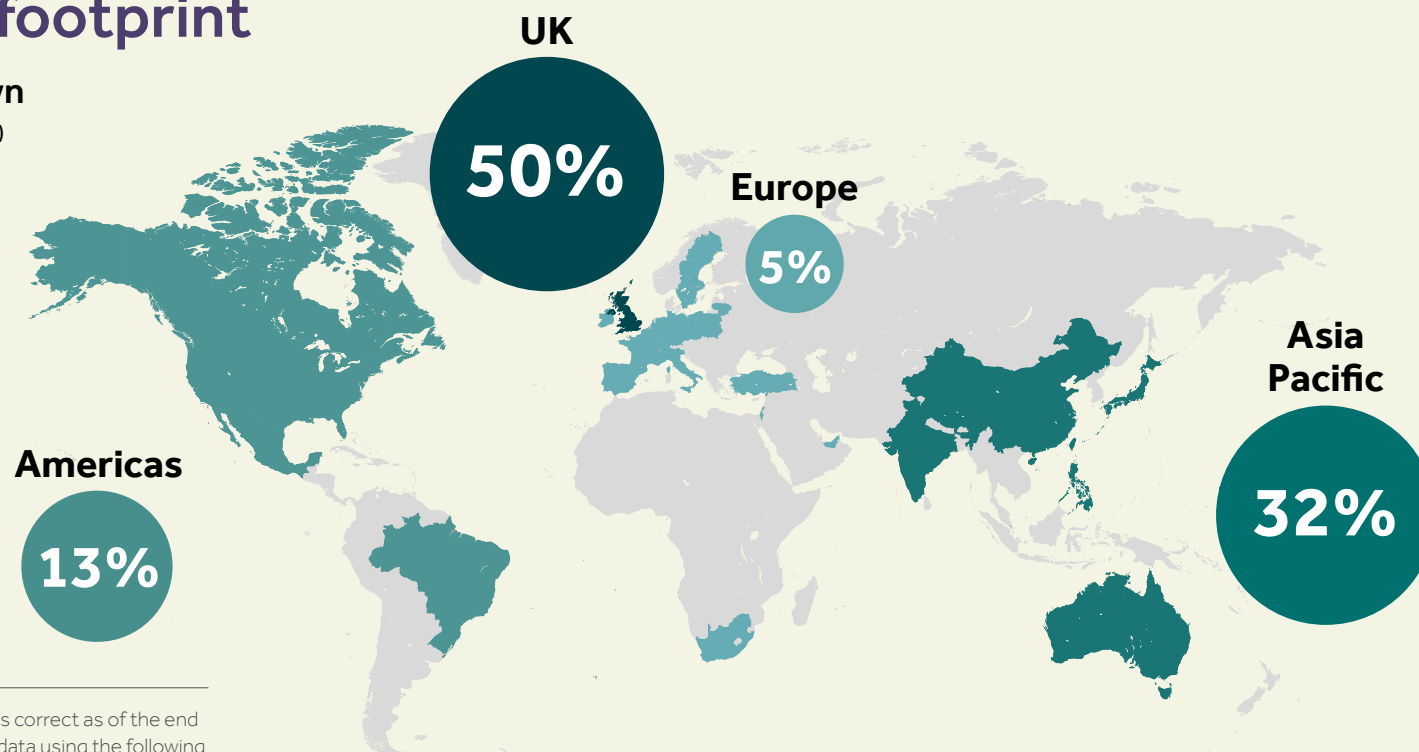 footprint
UK
50%
Europe
5%
Asia
Pacific
32%
Americas
13%
s correct as of the end
data using the following